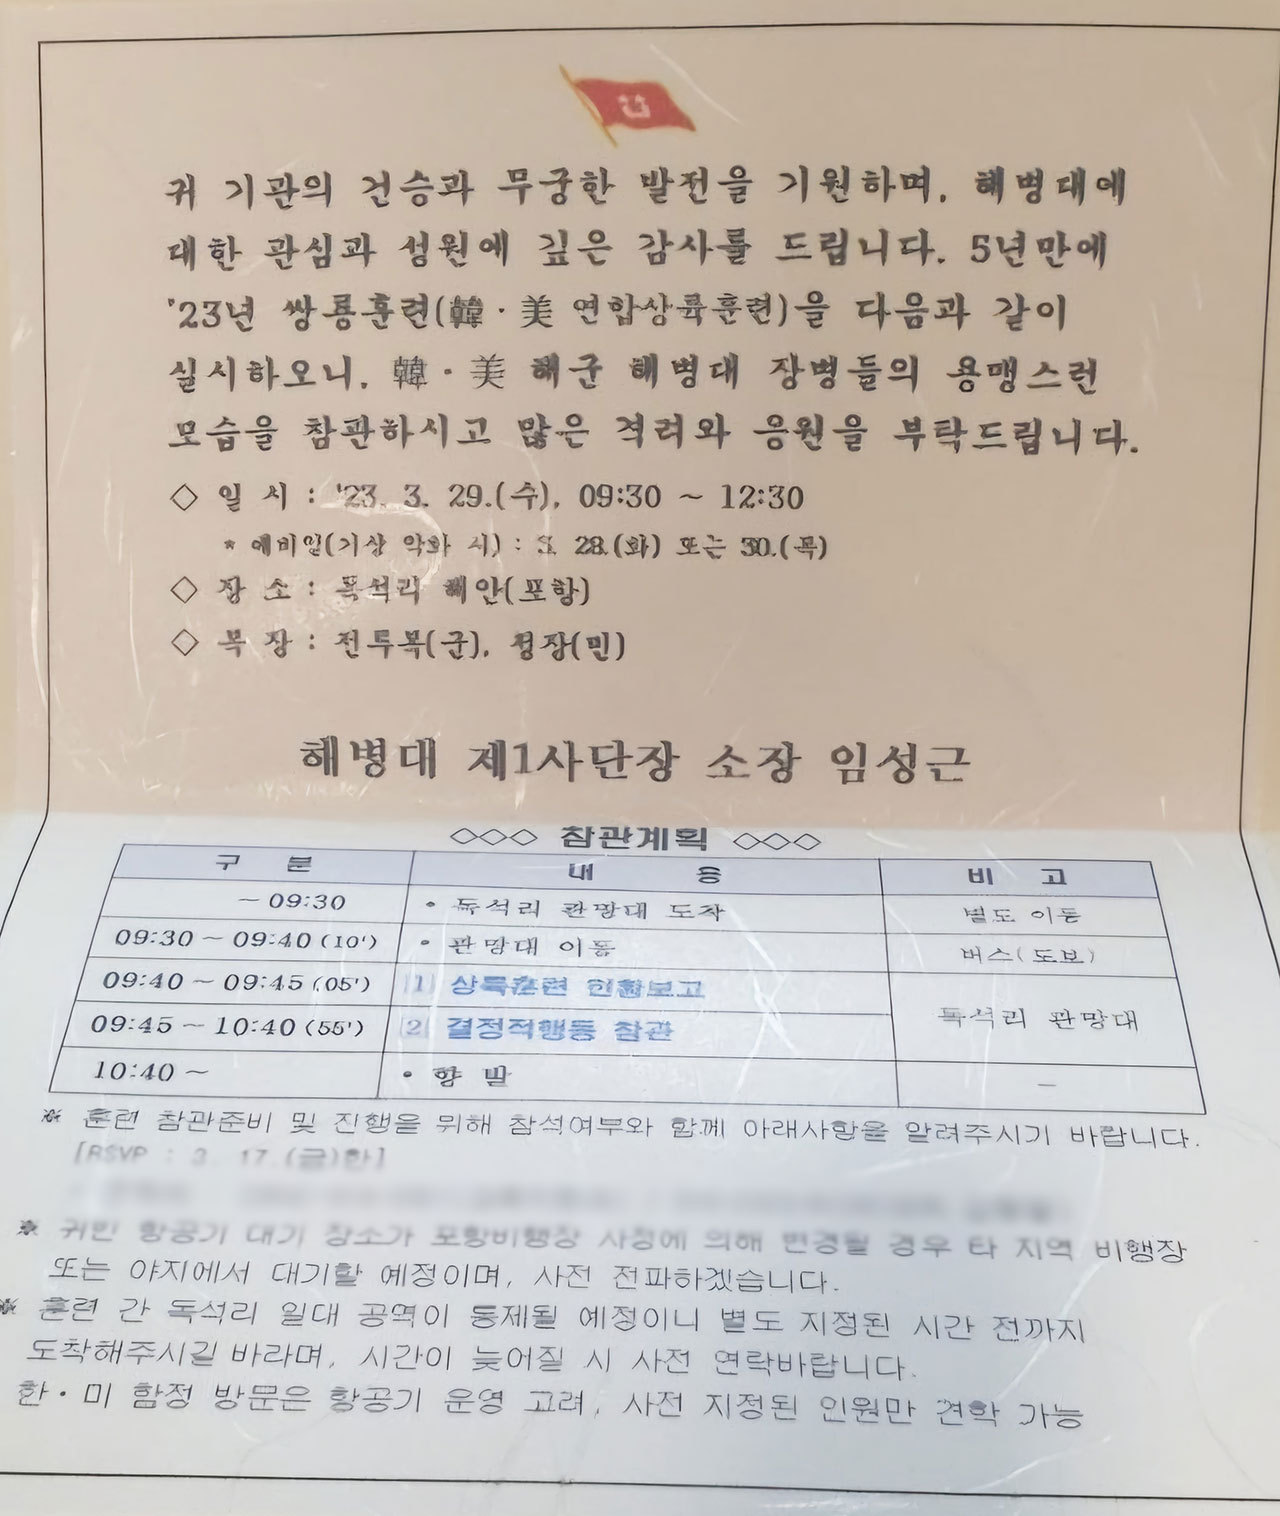 귀 기관의 건승과 무궁한 발전을 기원하며, 해병대에
대한 관심과 성원에 깊은 감사를 드립니다. 5년만에
'23년 쌍룡훈련(韓·美 연합상륙훈련)을 다음과 같이
실시하오니, 韓·美 해군 해병대 장병들의 용맹스런
모습을 참관하시고 많은 격려와 응원을 부탁드립니다.
◇ 일 시 : '23. 3. 29.(수), 09:30 ~ 12:30
* 예비일(기상 악화 시) : 3. 28.(화) 또는 30.(목)
◇ 장 소 : 독석리 해안(포항)
◇ 복 장 : 전투복(군), 정장(민)
해병대 제1사단장 소장 임성근
◇◇◇ 참관계획 ◇◇◇
구 분 내 용 비 고
~ 09:30 • 독석리 관망대 도착 별도 이동
09:30 ~ 09:40 (10') • 관망대 이동 버스(도보)
09:40 ~ 09:45 (05') 1 상륙훈련 현황보고
09:45 ~ 10:40 (55') 2 결정적행동 참관 독석리 관망대
10:40 ~ • 향 발 -
※ 훈련 참관준비 및 진행을 위해 참석여부와 함께 아래사항을 알려주시기 바랍니다.
[RSVP : 3. 17.(금)한]
※ 귀빈 항공기 대기 장소가 포항비행장 사정에 의해 변경될 경우 타 지역 비행장
또는 야지에서 대기할 예정이며, 사전 전파하겠습니다.
※ 훈련 간 독석리 일대 공역이 통제될 예정이니 별도 지정된 시간 전까지
도착해주시길 바라며, 시간이 늦어질 시 사전 연락바랍니다.
한·미 함정 방문은 항공기 운영 고려, 사전 지정된 인원만 견학 가능